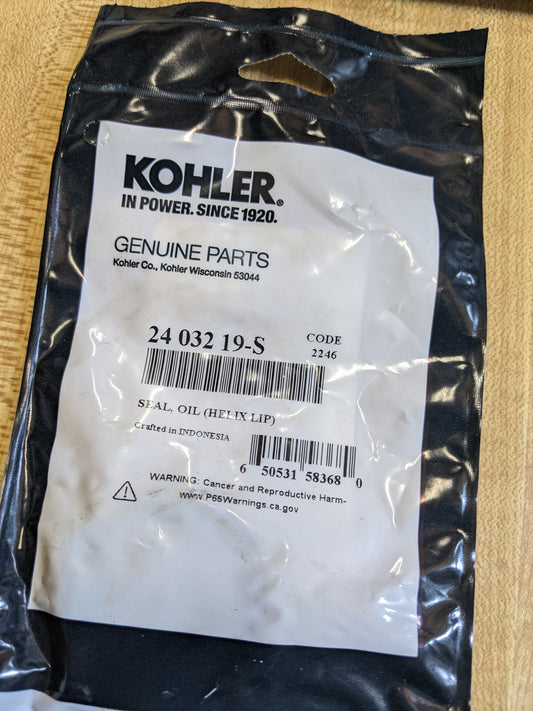 KOHLER®
IN POWER. SINCE 1920.
GENUINE PARTS
Kohler Co., Kohler Wisconsin 53044
24 032 19-S
CODE
2246
SEAL, OIL (HELIX LIP)
Crafted in INDONESIA
6 50531 58368 0
WARNING: Cancer and Reproductive Harm-
www.P65Warnings.ca.gov